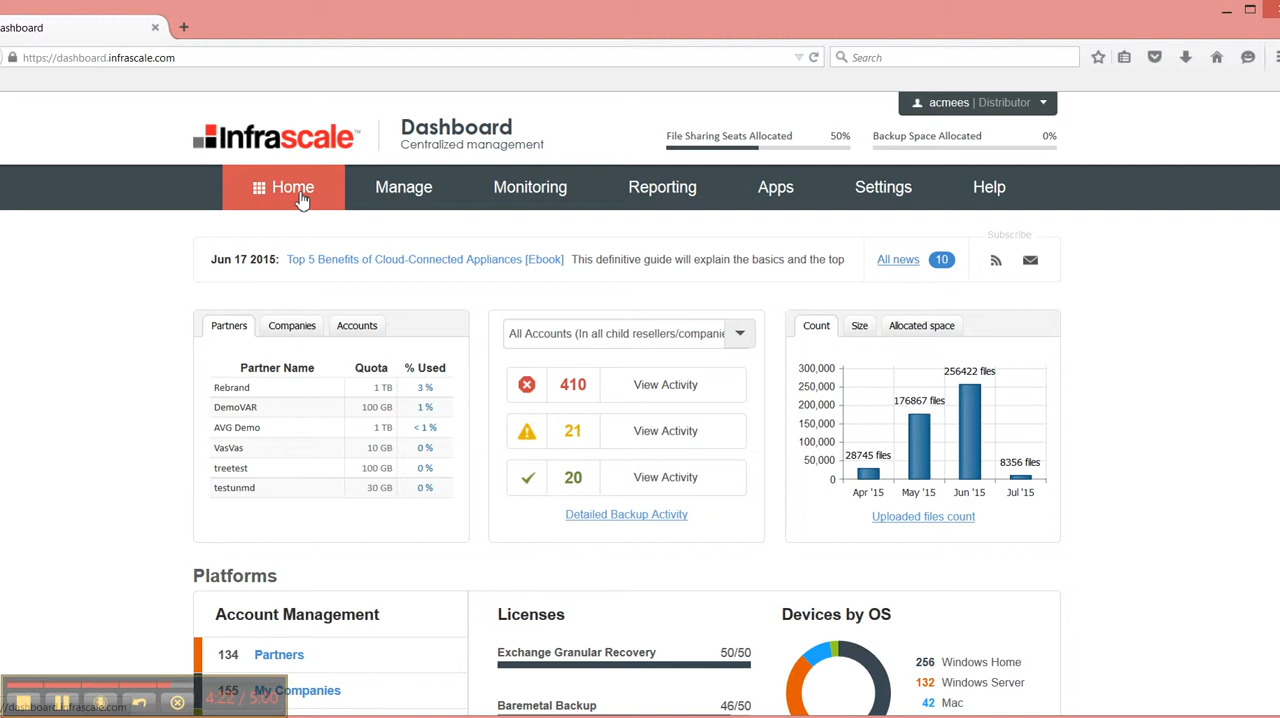 ashboard
https://dashboard.infrascale.com
Search
acmees | Distributor
Infrascale™
Dashboard
Centralized management
File Sharing Seats Allocated 50%
Backup Space Allocated 0%
Home Manage Monitoring Reporting Apps Settings Help
Subscribe
Jun 17 2015: Top 5 Benefits of Cloud-Connected Appliances [Ebook] This definitive guide will explain the basics and the top
All news 10
Partners Companies Accounts
Partner Name Quota % Used
Rebrand 1 TB 3 %
DemoVAR 100 GB 1 %
AVG Demo 1 TB < 1 %
VasVas 10 GB 0 %
treetest 100 GB 0 %
testunmd 30 GB 0 %
All Accounts (In all child resellers/companie
410 View Activity
21 View Activity
20 View Activity
Detailed Backup Activity
Count Size Allocated space
300,000
250,000
200,000
150,000
100,000
50,000
0
28745 files
176867 files
256422 files
8356 files
Apr '15 May '15 Jun '15 Jul '15
Uploaded files count
Platforms
Account Management
134 Partners
155 My Companies
Licenses
Exchange Granular Recovery 50/50
Baremetal Backup 46/50
Devices by OS
256 Windows Home
132 Windows Server
42 Mac
4:22 / 5:00
//dashboard.infrascale.com